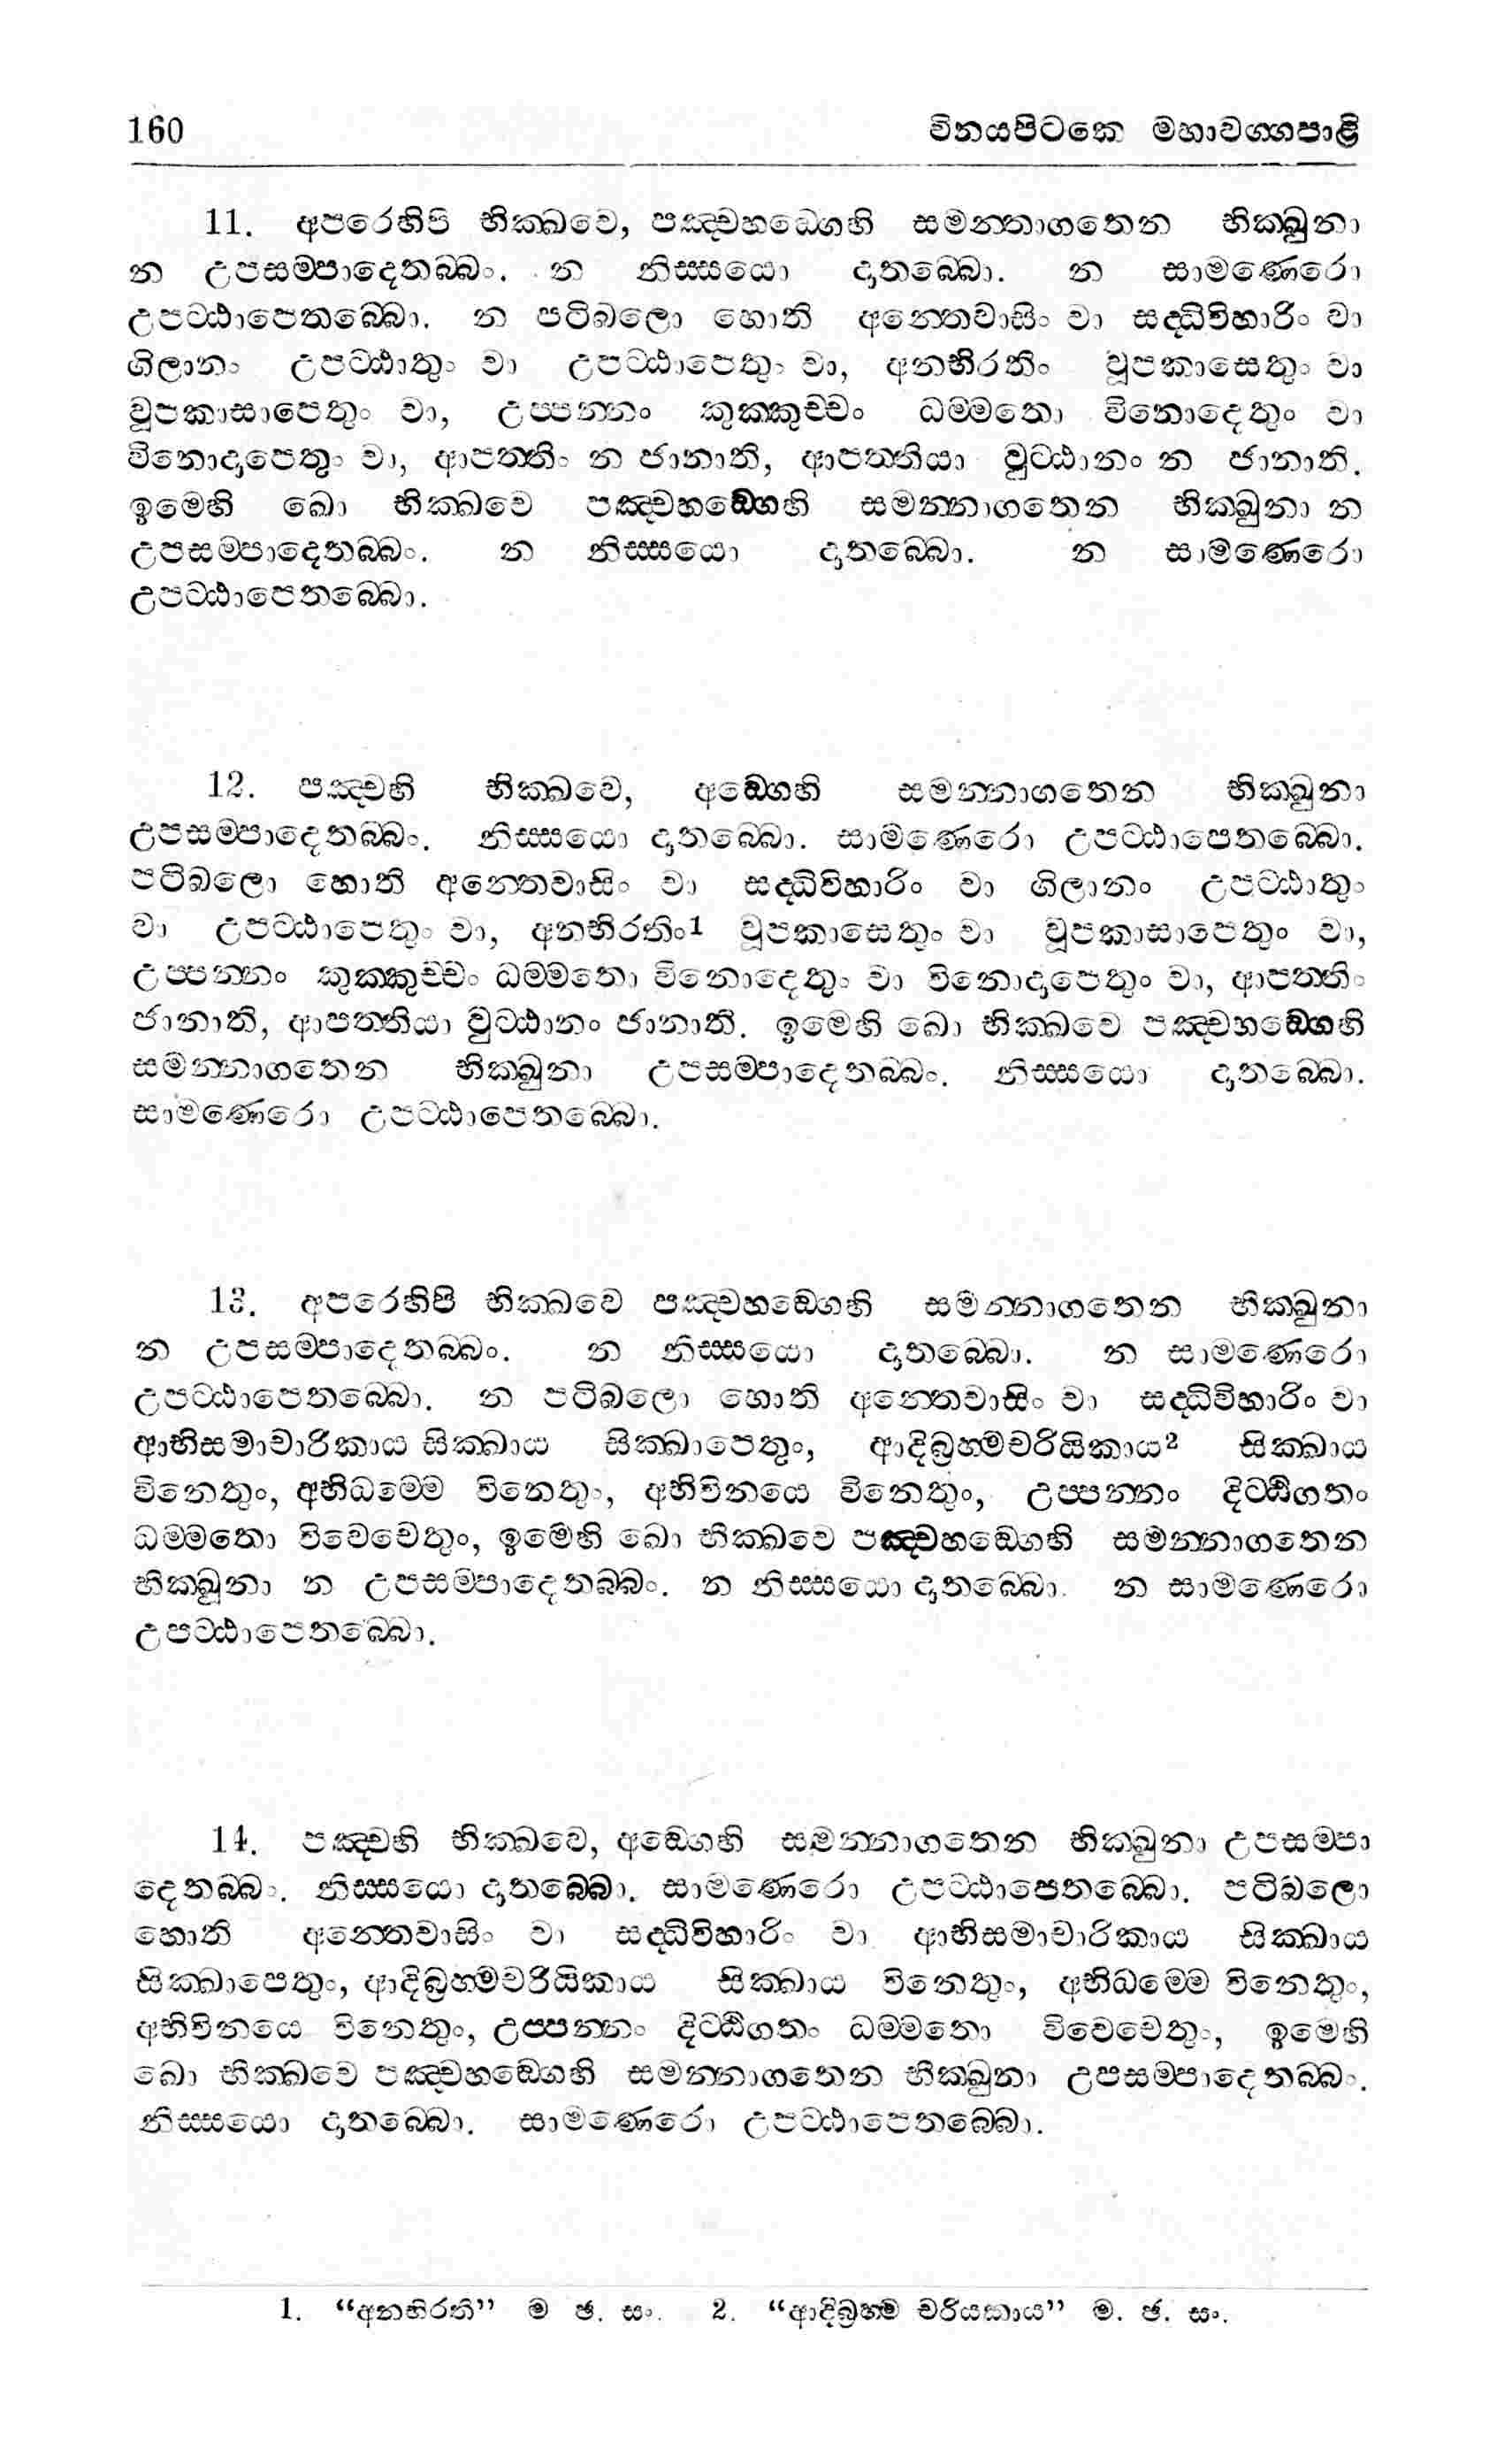 160 විනයපිටකෙ මහාවග්ගපාළි
11. අපරෙහිපි භික්ඛවෙ, පඤ්චහඞ්ගෙහි සමන්නාගතෙන භික්ඛුනා
න උපසම්පාදෙතබ්බං. න නිස්සයො දාතබ්බො. න සාමණෙරො
උපට්ඨාපෙතබ්බො. න පටිබලො හොති අන්තෙවාසිං වා සද්ධිවිහාරිං වා
ගිලානං උපට්ඨාතුං වා උපට්ඨාපෙතුං වා, අනභිරතිං වූපකාසෙතුං වා
වූපකාසාපෙතුං වා, උප්පන්නං කුක්කුච්චං ධම්මතො විනොදෙතුං වා
විනොදාපෙතුං වා, ආපත්තිං න ජානාති, ආපත්තියා වුට්ඨානං න ජානාති.
ඉමෙහි ඛො භික්ඛවෙ පඤ්චහඞ්ගෙහි සමන්නාගතෙන භික්ඛුනා න
උපසම්පාදෙතබ්බං. න නිස්සයො දාතබ්බො. න සාමණෙරො
උපට්ඨාපෙතබ්බො.
12. පඤ්චහි භික්ඛවෙ, අඞ්ගෙහි සමන්නාගතෙන භික්ඛුනා
උපසම්පාදෙතබ්බං. නිස්සයො දාතබ්බො. සාමණෙරො උපට්ඨාපෙතබ්බො.
පටිබලො හොති අන්තෙවාසිං වා සද්ධිවිහාරිං වා ගිලානං උපට්ඨාතුං
වා උපට්ඨාපෙතුං වා, අනභිරතිං1 වූපකාසෙතුං වා වූපකාසාපෙතුං වා,
උප්පන්නං කුක්කුච්චං ධම්මතො විනොදෙතුං වා විනොදාපෙතුං වා, ආපත්තිං
ජානාති, ආපත්තියා වුට්ඨානං ජානාති. ඉමෙහි ඛො භික්ඛවෙ පඤ්චහඞ්ගෙහි
සමන්නාගතෙන භික්ඛුනා උපසම්පාදෙතබ්බං. නිස්සයො දාතබ්බො.
සාමණෙරො උපට්ඨාපෙතබ්බො.
13. අපරෙහිපි භික්ඛවෙ පඤ්චහඞ්ගෙහි සමන්නාගතෙන භික්ඛුනා
න උපසම්පාදෙතබ්බං. න නිස්සයො දාතබ්බො. න සාමණෙරො
උපට්ඨාපෙතබ්බො. න පටිබලො හොති අන්තෙවාසිං වා සද්ධිවිහාරිං වා
ආභිසමාචාරිකාය සික්ඛාය සික්ඛාපෙතුං, ආදිබ්‍රහ්මචරියිකාය2 සික්ඛාය
විනෙතුං, අභිධම්මෙ විනෙතුං, අභිවිනයෙ විනෙතුං, උප්පන්නං දිට්ඨිගතං
ධම්මතො විවෙචෙතුං, ඉමෙහි ඛො භික්ඛවෙ පඤ්චහඞ්ගෙහි සමන්නාගතෙන
භික්ඛූනා න උපසම්පාදෙතබ්බං. න නිස්සයො දාතබ්බො. න සාමණෙරො
උපට්ඨාපෙතබ්බො.
14. පඤ්චහි භික්ඛවෙ, අඞ්ගෙහි සමන්නාගතෙන භික්ඛුනා උපසම්පා
දෙතබ්බං. නිස්සයො දාතබ්බො. සාමණෙරො උපට්ඨාපෙතබ්බො. පටිබලො
හොති අන්තෙවාසිං වා සද්ධිවිහාරිං වා ආභිසමාචාරිකාය සික්ඛාය
සික්ඛාපෙතුං, ආදිබ්‍රහ්මචරියිකාය සික්ඛාය විනෙතුං, අභිධම්මෙ විනෙතුං,
අභිවිනයෙ විනෙතුං, උප්පන්නං දිට්ඨිගතං ධම්මතො විවෙචෙතුං, ඉමෙහි
ඛො භික්ඛවෙ පඤ්චහඞ්ගෙහි සමන්නාගතෙන භික්ඛුනා උපසම්පාදෙතබ්බං.
නිස්සයො දාතබ්බො. සාමණෙරො උපට්ඨාපෙතබ්බො.
1. “අනභිරති” ම ඡ. සං. 2. “ආදිබ්‍රහ්ම චරියකාය” ම. ඡ. සං.